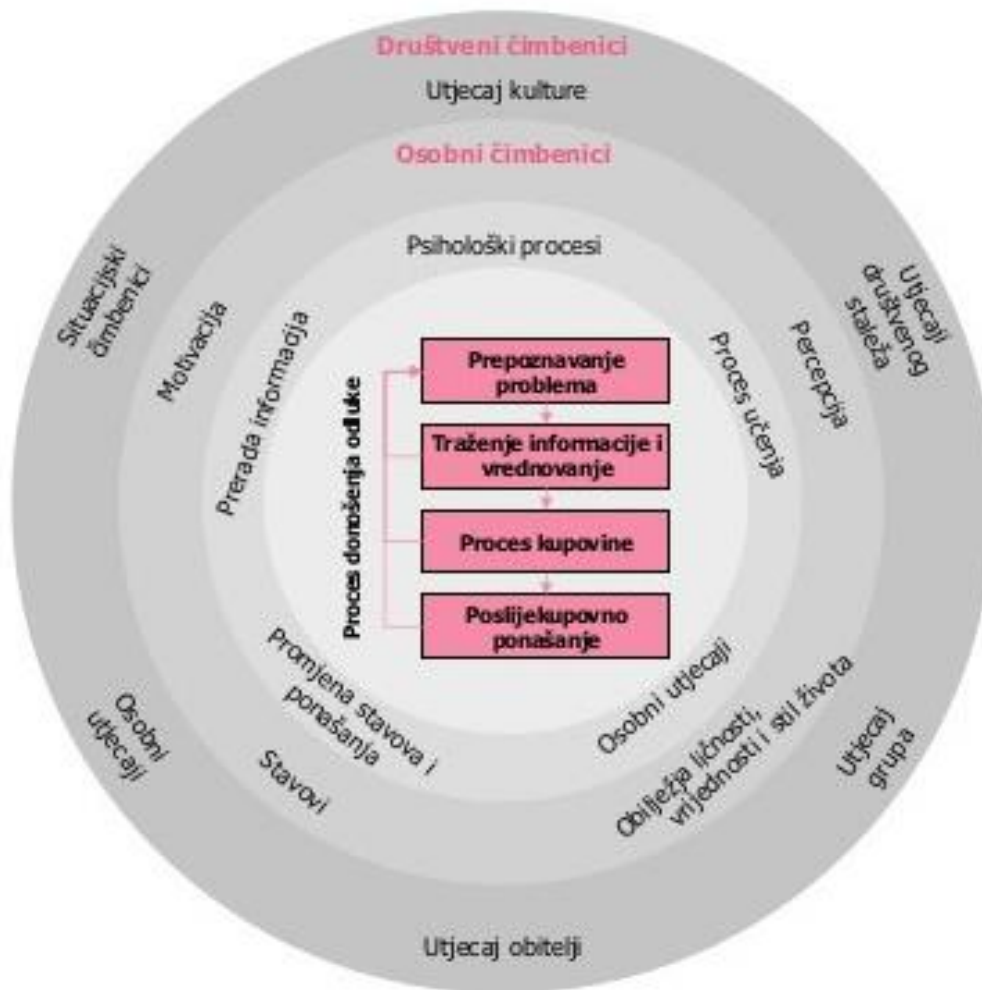 Društveni čimbenici
Utjecaj kulture
Osobni čimbenici
Psihološki procesi
Situacijski
čimbenici
Motivacija
Prerada informacija
Proces učenja
Percepcija
Utjecaji
društvenog
staleža
Proces donošenja odluke
Prepoznavanje
problema
Traženje informacije i
vrednovanje
Proces kupovine
Poslijekupovno
ponašanje
Promjena stavova i
ponašanja
Osobni utjecaji
Osobni
utjecaji
Stavovi
Obilježja ličnosti,
vrijednosti i stil života
Utjecaj
grupa
Utjecaj obitelji